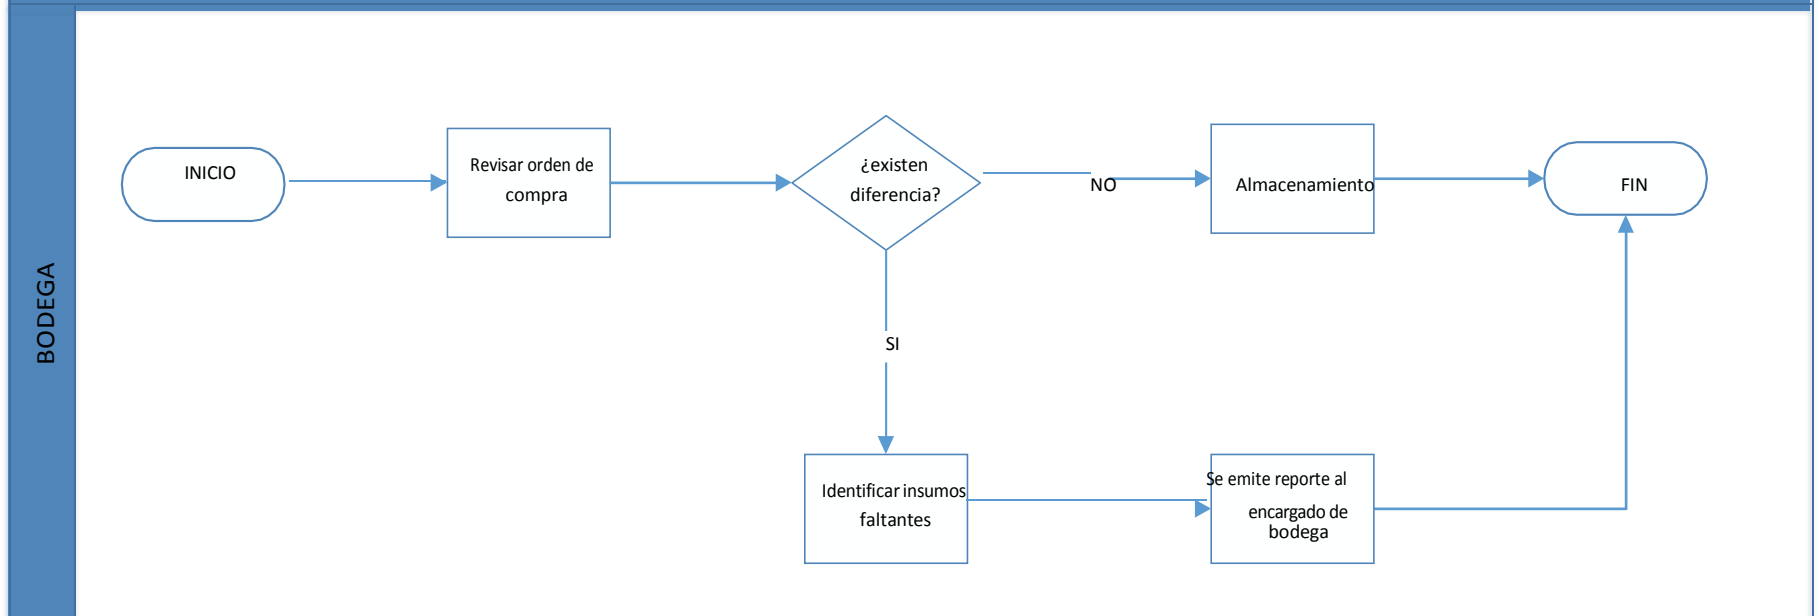 BODEGA
INICIO
Revisar orden de
compra
¿existen
diferencia?
NO
Almacenamiento
FIN
SI
Identificar insumos
faltantes
Se emite reporte al
encargado de
bodega